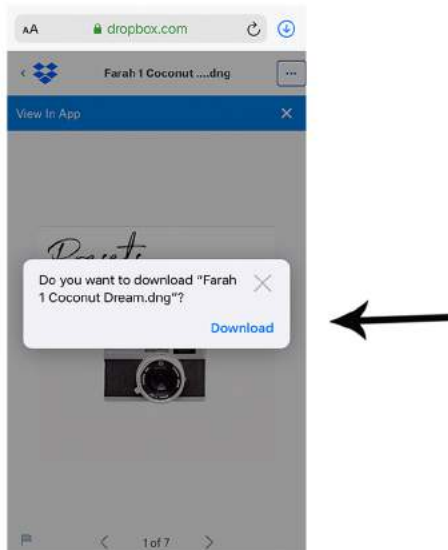 AA dropbox.com
Farah 1 Coconut ....dng ...
View In App
Presets
Do you want to download "Farah
1 Coconut Dream.dng"?
Download
1 of 7